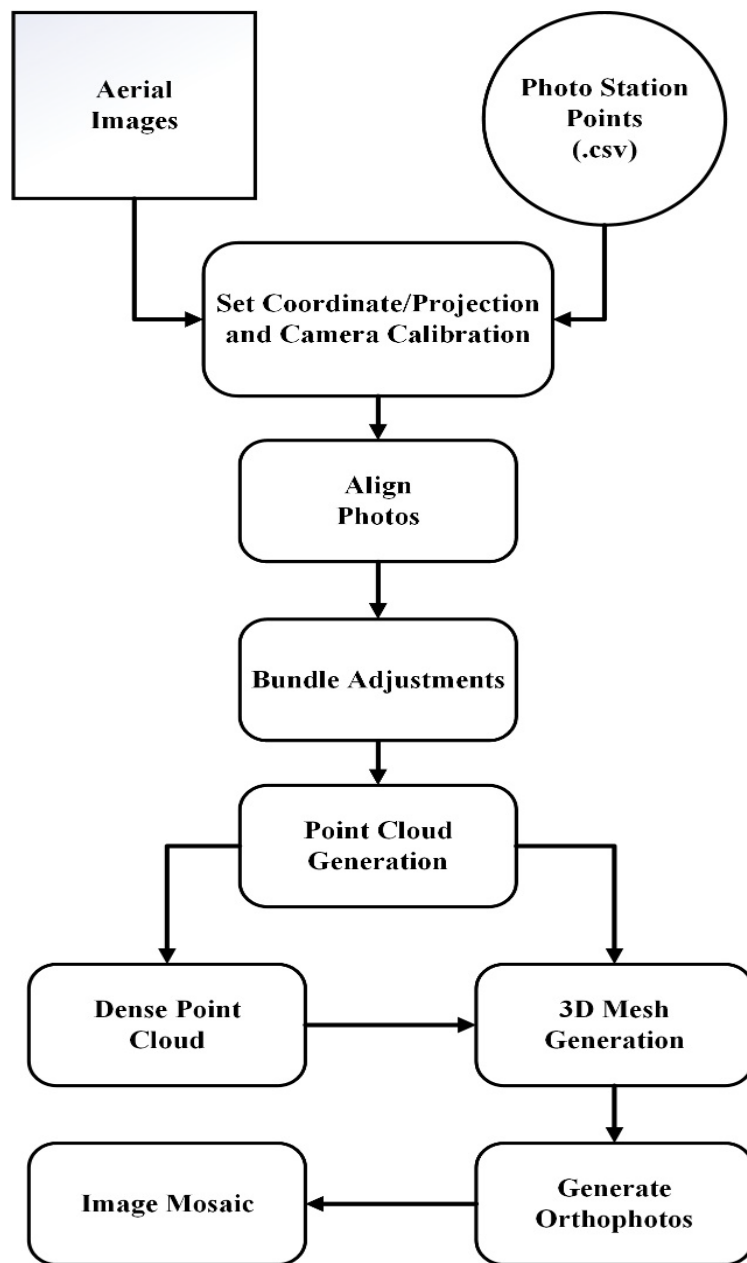 Aerial
Images
Photo Station
Points
(.csv)
Set Coordinate/Projection
and Camera Calibration
Align
Photos
Bundle Adjustments
Point Cloud
Generation
Dense Point
Cloud
3D Mesh
Generation
Image Mosaic
Generate
Orthophotos